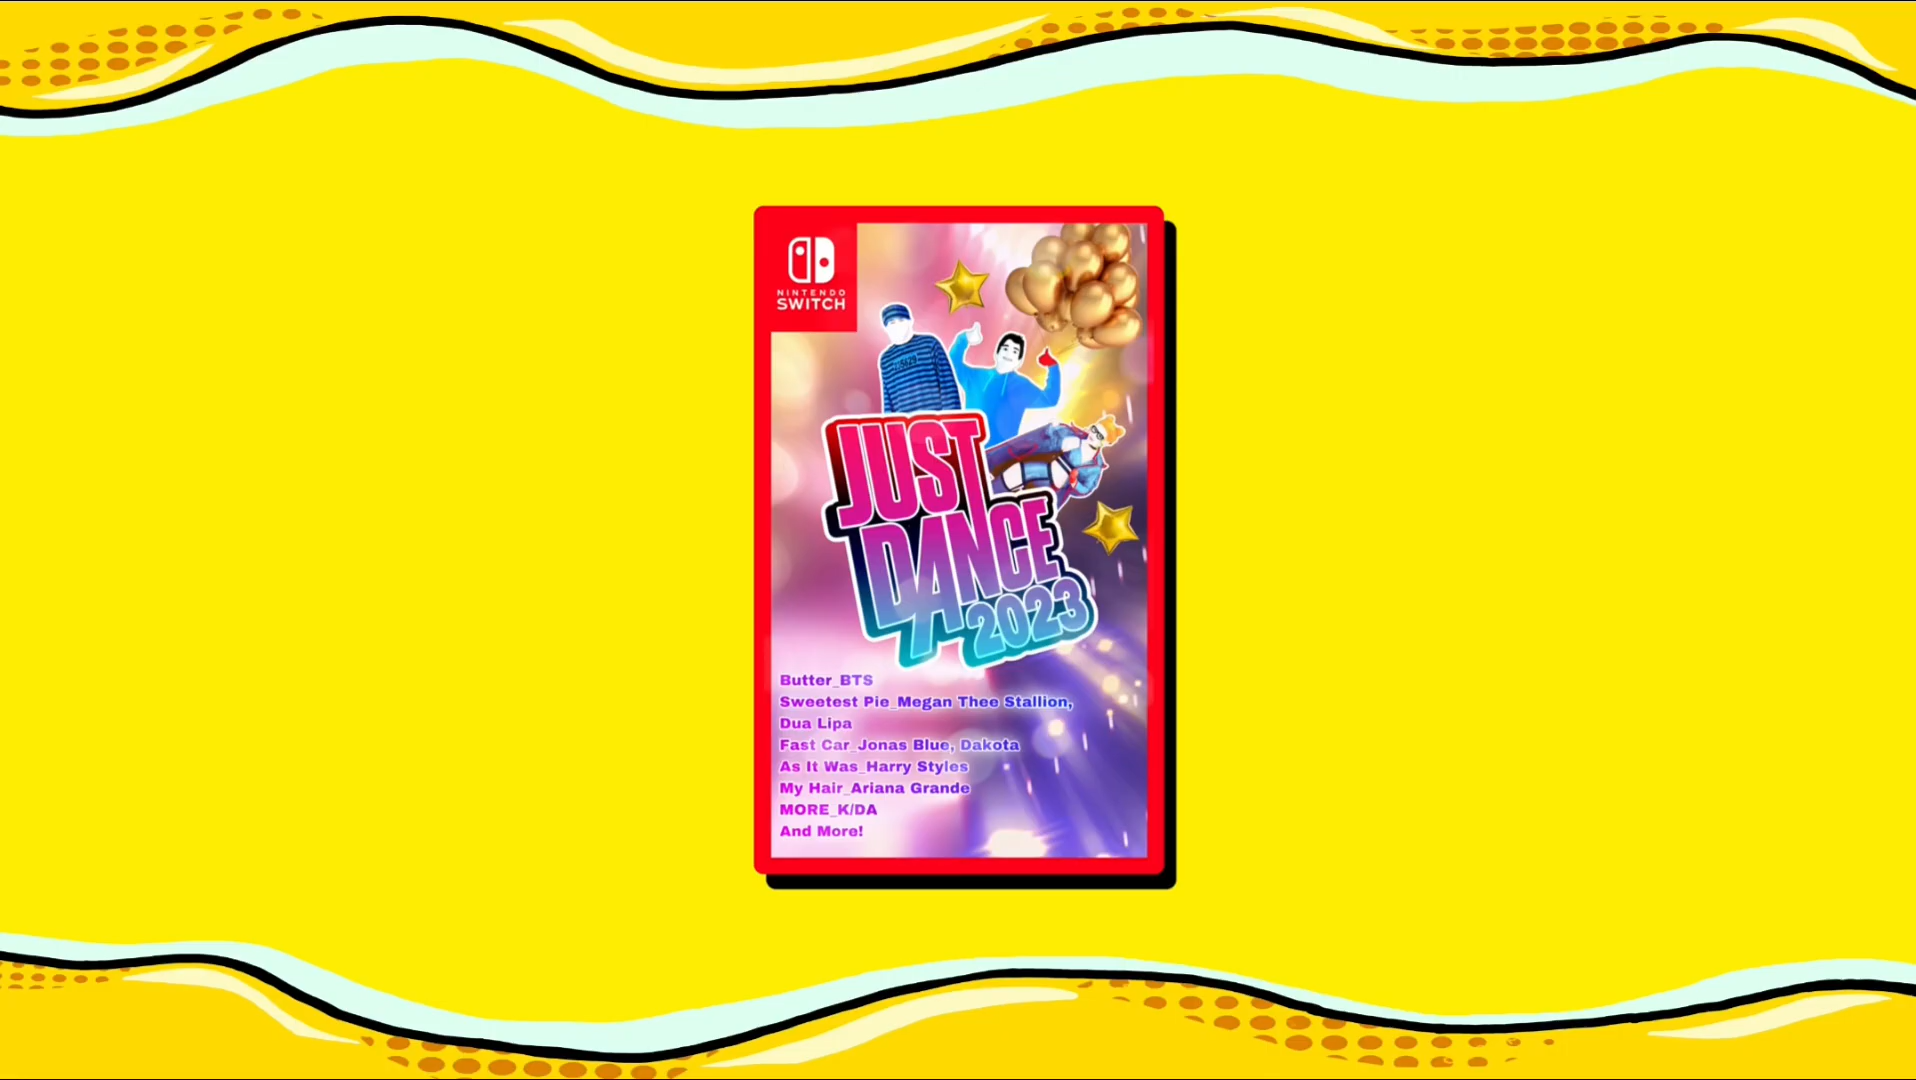 NINTENDO
SWITCH
JUST
DANCE
2023
Butter_BTS
Sweetest Pie_Megan Thee Stallion,
Dua Lipa
Fast Car_Jonas Blue, Dakota
As It Was_Harry Styles
My Hair_Ariana Grande
MORE_K/DA
And More!